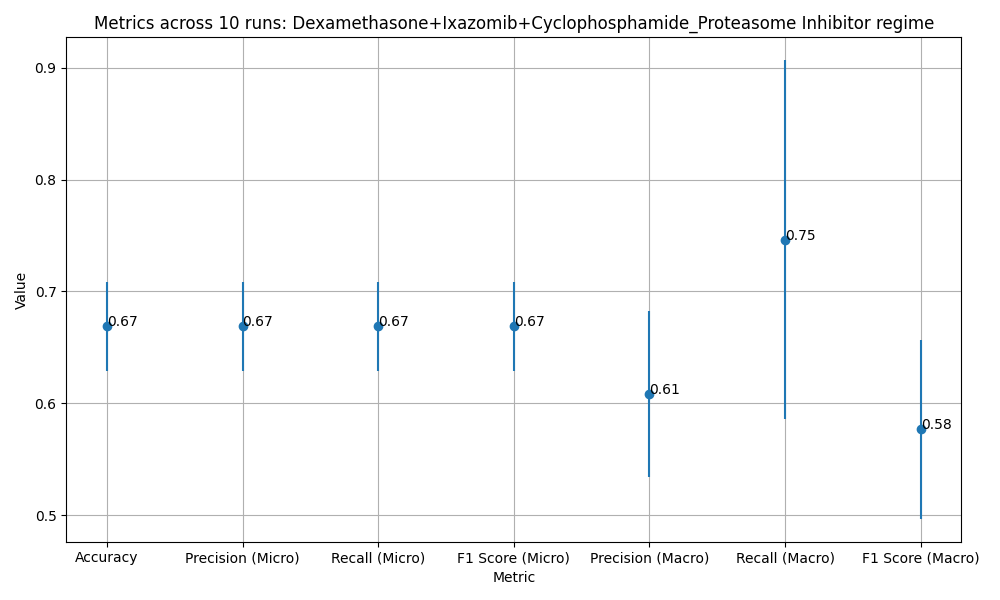 Metrics across 10 runs: Dexamethasone+Ixazomib+Cyclophosphamide_Proteasome Inhibitor regime
Value
0.9
0.8
0.7
0.6
0.5
0.67
0.67
0.67
0.67
0.61
0.75
0.58
Accuracy
Precision (Micro)
Recall (Micro)
F1 Score (Micro)
Precision (Macro)
Recall (Macro)
F1 Score (Macro)
Metric